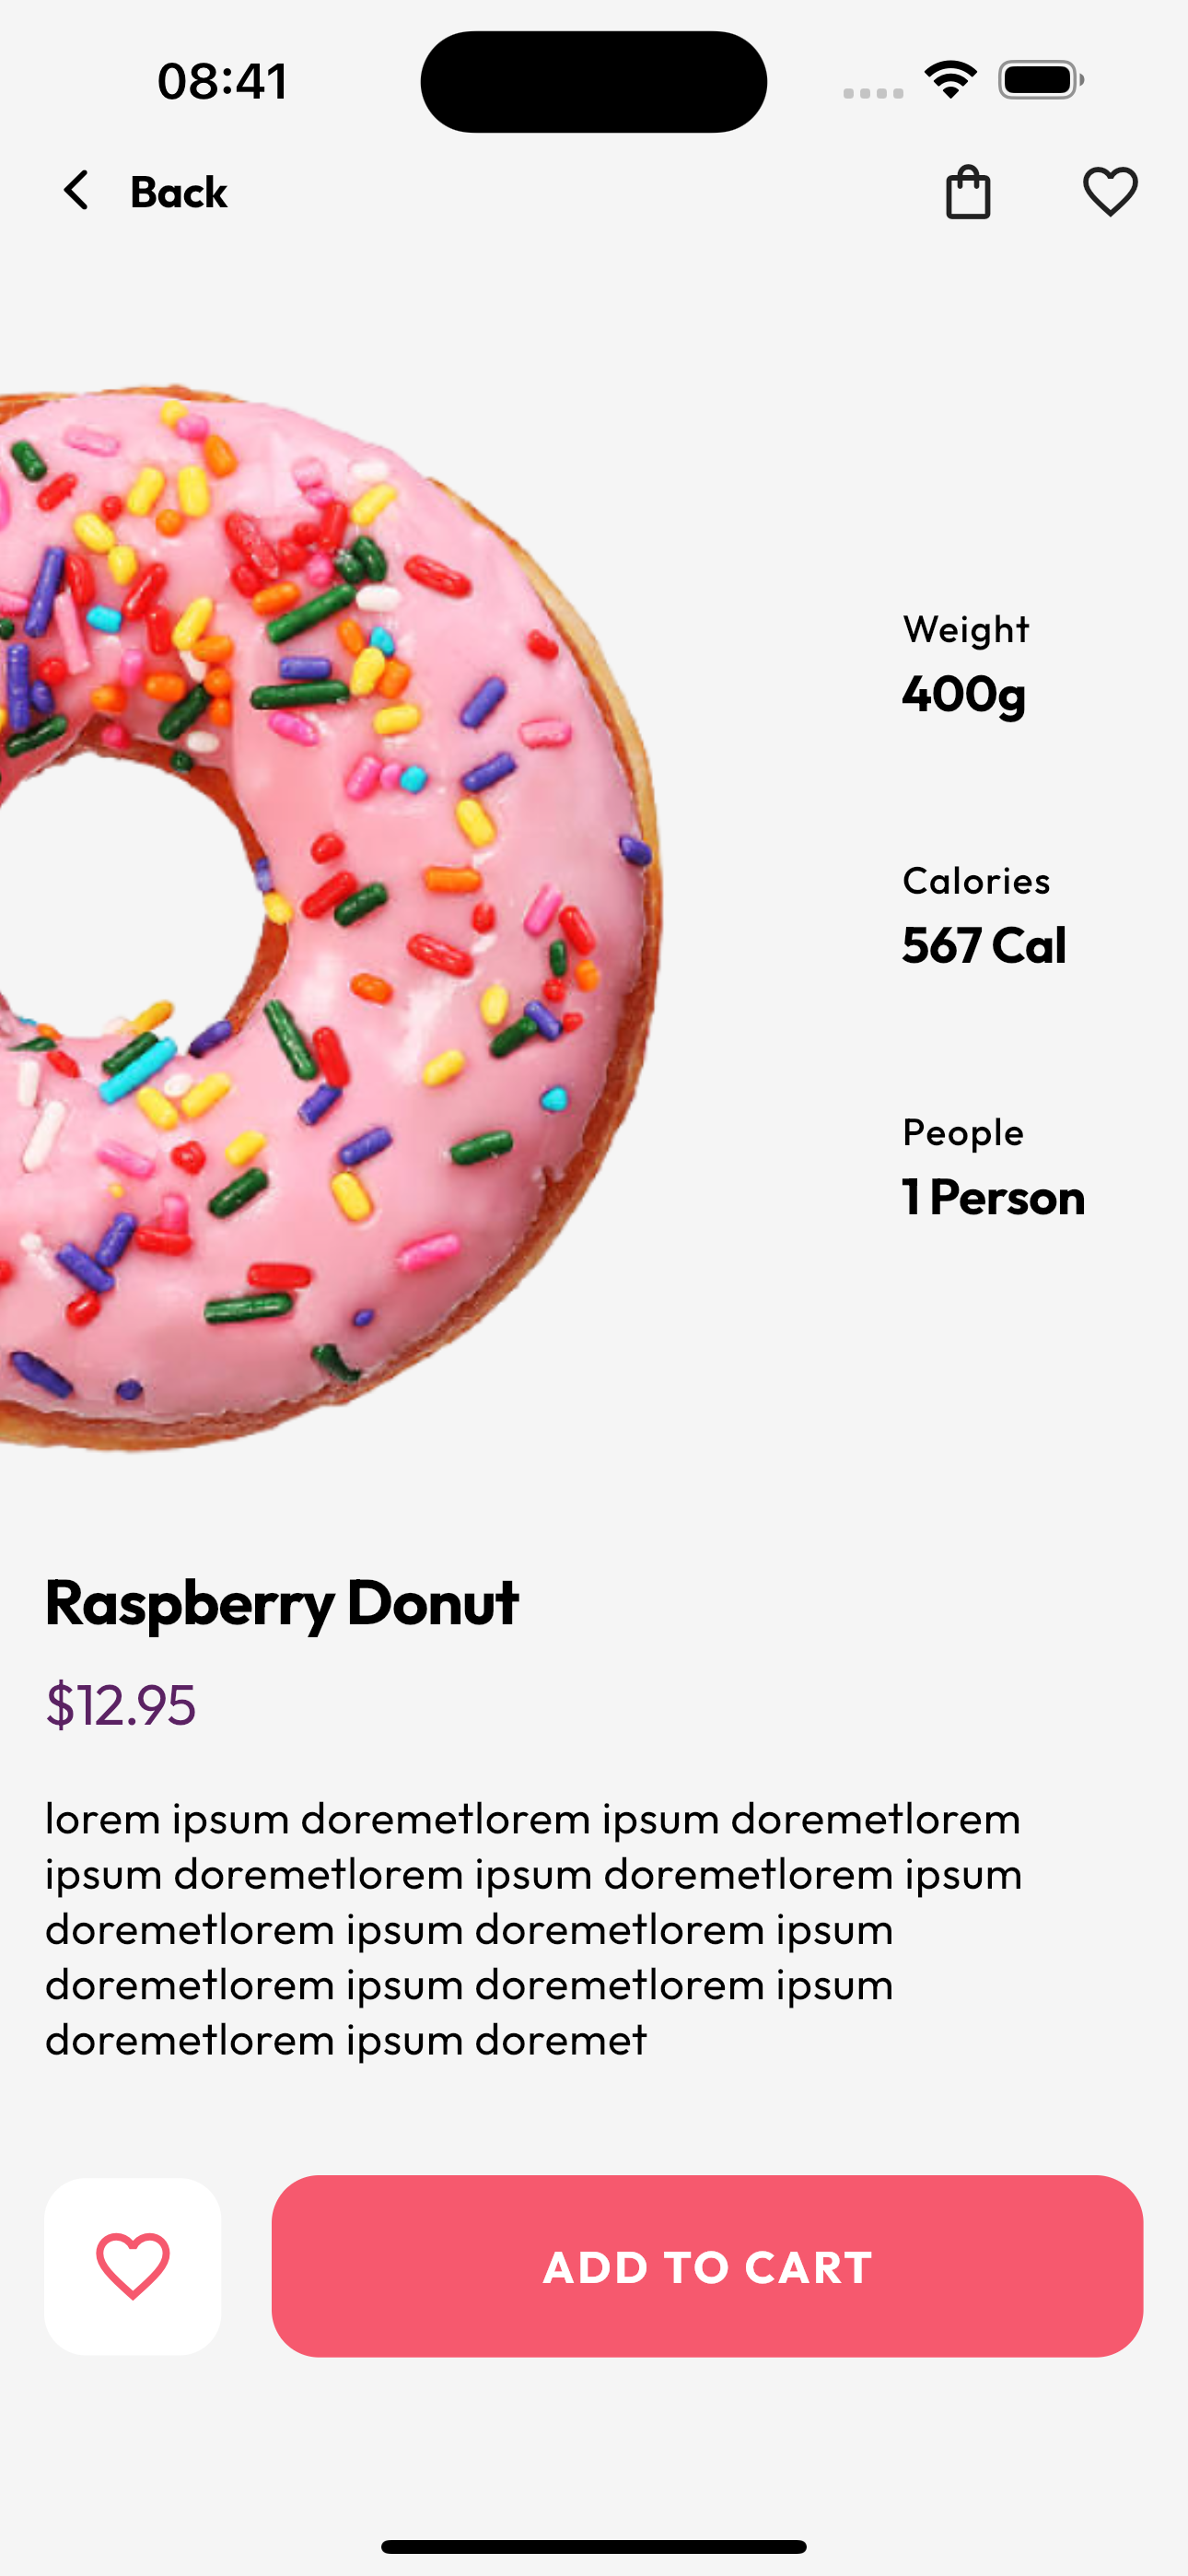 08:41
Back
Weight
400g
Calories
567 Cal
People
1 Person
Raspberry Donut
$12.95
lorem ipsum doremetlorem ipsum doremetlorem
ipsum doremetlorem ipsum doremetlorem ipsum
doremetlorem ipsum doremetlorem ipsum
doremetlorem ipsum doremetlorem ipsum
doremetlorem ipsum doremet
ADD TO CART